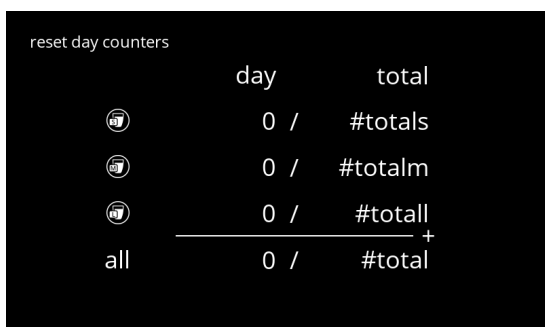 reset day counters
day total
S 0 / #totals
M 0 / #totalm
L 0 / #totall
+
all 0 / #total